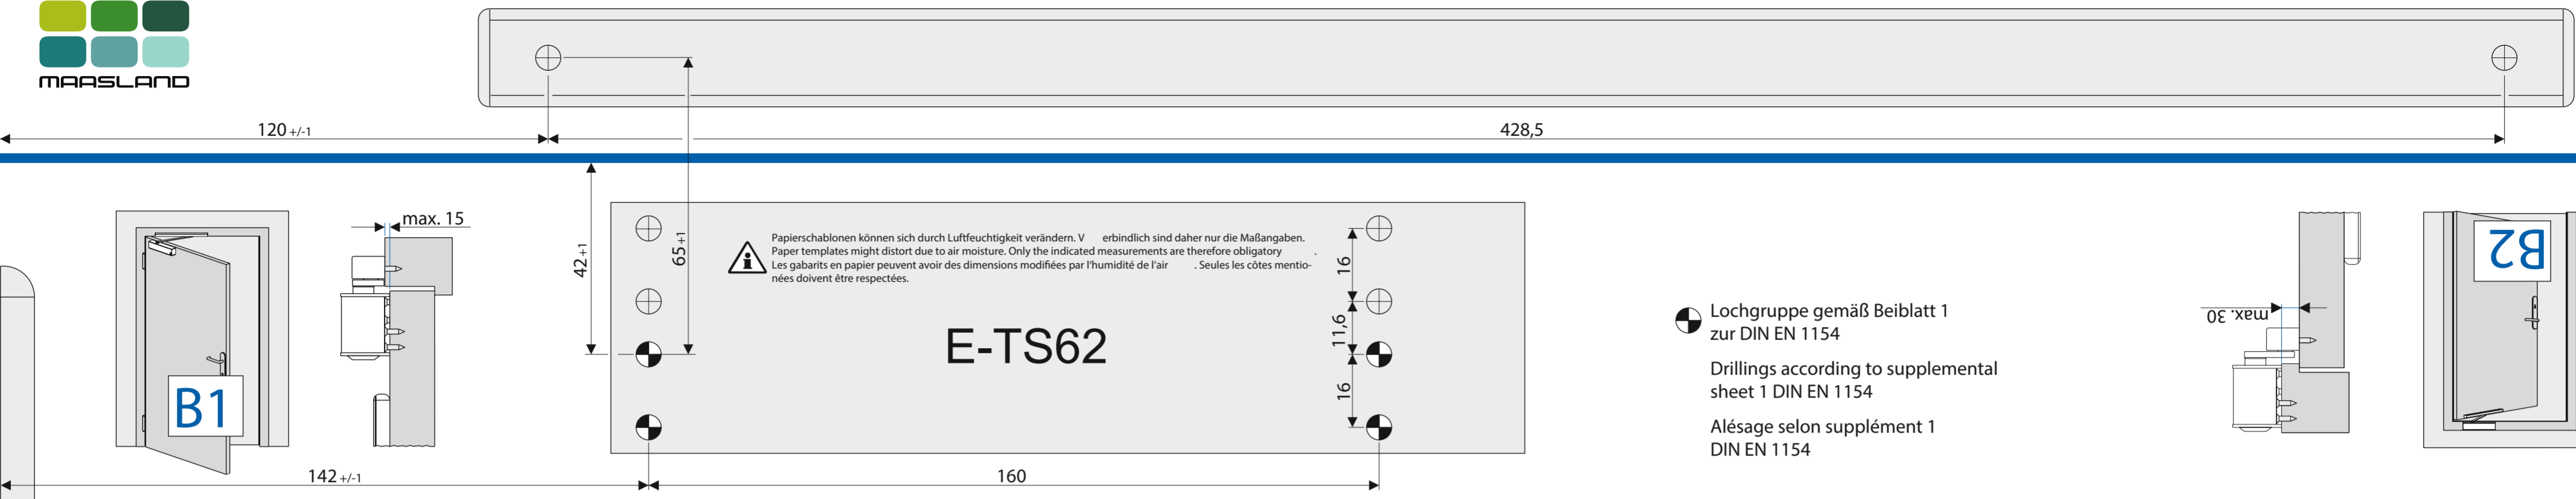 MAASLAND
120 +/-1
428,5
max. 15
42+1
65+1
Papierschablonen können sich durch Luftfeuchtigkeit verändern. V erbindlich sind daher nur die Maßangaben.
Paper templates might distort due to air moisture. Only the indicated measurements are therefore obligatory .
Les gabarits en papier peuvent avoir des dimensions modifiées par l'humidité de l'air . Seules les côtes mentio-
nées doivent être respectées.
16
11,6
16
E-TS62
B1
Lochgruppe gemäß Beiblatt 1
zur DIN EN 1154
Drillings according to supplemental
sheet 1 DIN EN 1154
Alésage selon supplément 1
DIN EN 1154
max. 30
B2
142 +/-1
160